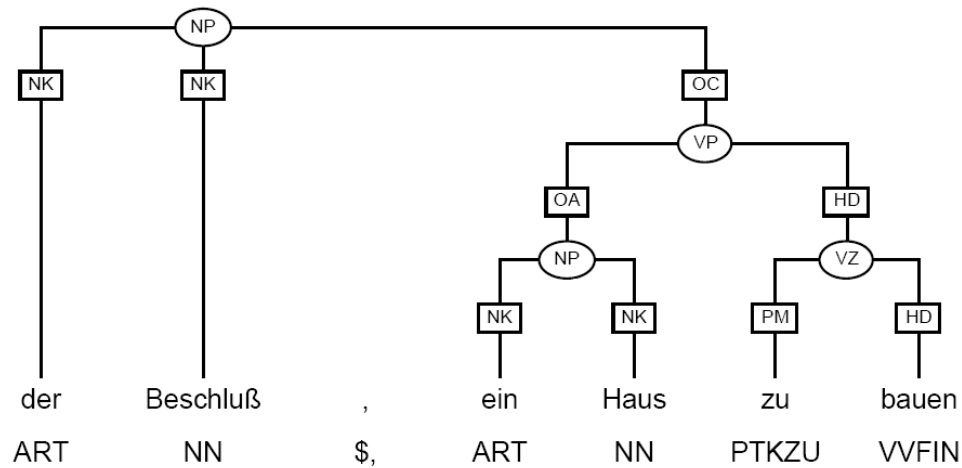 NP
NK NK OC
VP
OA HD
NP VZ
NK NK PM HD
der Beschluß , ein Haus zu bauen
ART NN $, ART NN PTKZU VVFIN